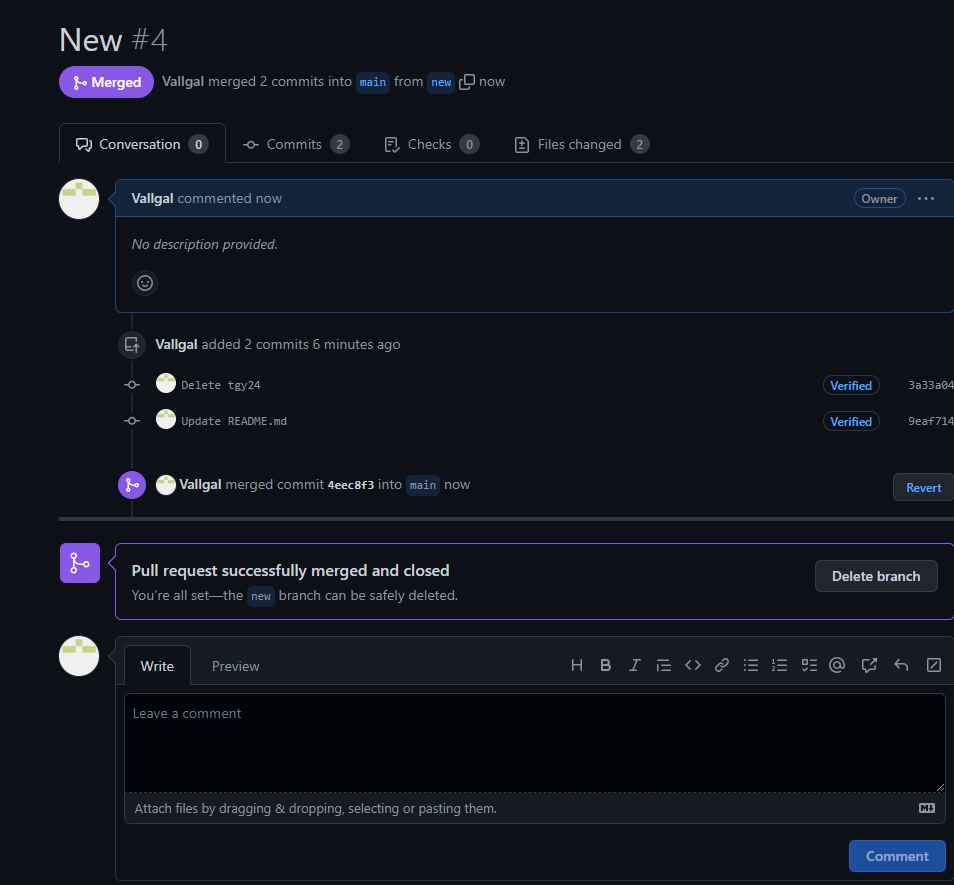 New #4
Merged Vallgal merged 2 commits into main from new now
Conversation 0 Commits 2 Checks 0 Files changed 2
Vallgal commented now Owner
No description provided.
Vallgal added 2 commits 6 minutes ago
Delete tgy24 Verified 3a33a04
Update README.md Verified 9eaf714
Vallgal merged commit 4eec8f3 into main now Revert
Pull request successfully merged and closed
You're all set—the new branch can be safely deleted.
Delete branch
Write Preview
Leave a comment
Attach files by dragging & dropping, selecting or pasting them.
Comment